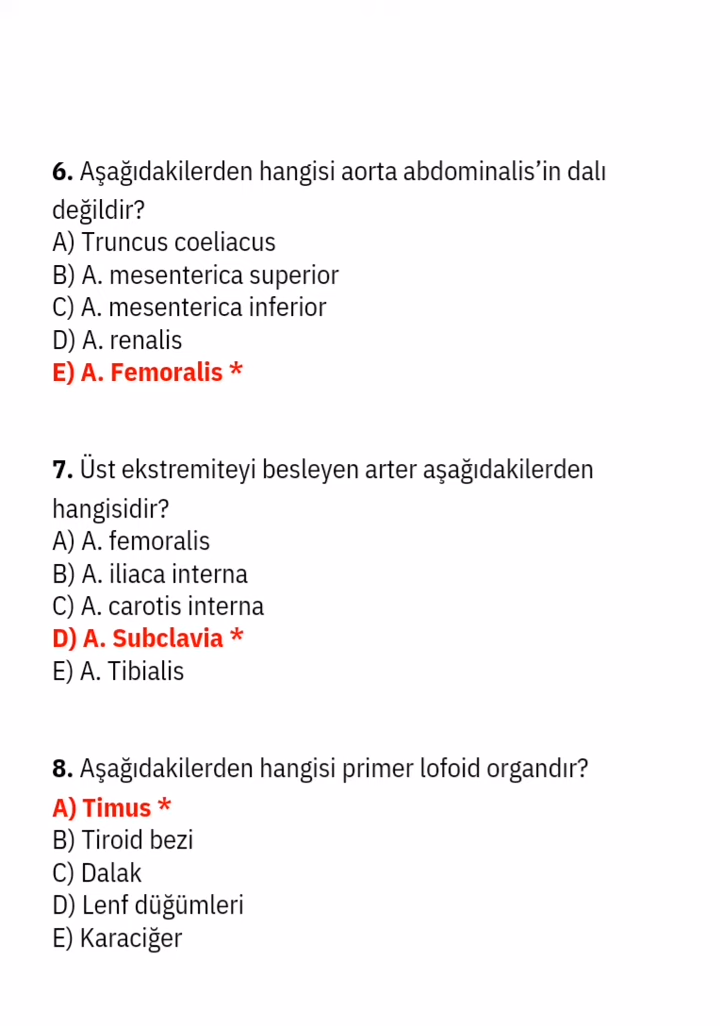 6. Aşağıdakilerden hangisi aorta abdominalis’in dalı
değildir?
A) Truncus coeliacus
B) A. mesenterica superior
C) A. mesenterica inferior
D) A. renalis
E) A. Femoralis *
7. Üst ekstremiteyi besleyen arter aşağıdakilerden
hangisidir?
A) A. femoralis
B) A. iliaca interna
C) A. carotis interna
D) A. Subclavia *
E) A. Tibialis
8. Aşağıdakilerden hangisi primer lofoid organdır?
A) Timus *
B) Tiroid bezi
C) Dalak
D) Lenf düğümleri
E) Karaciğer